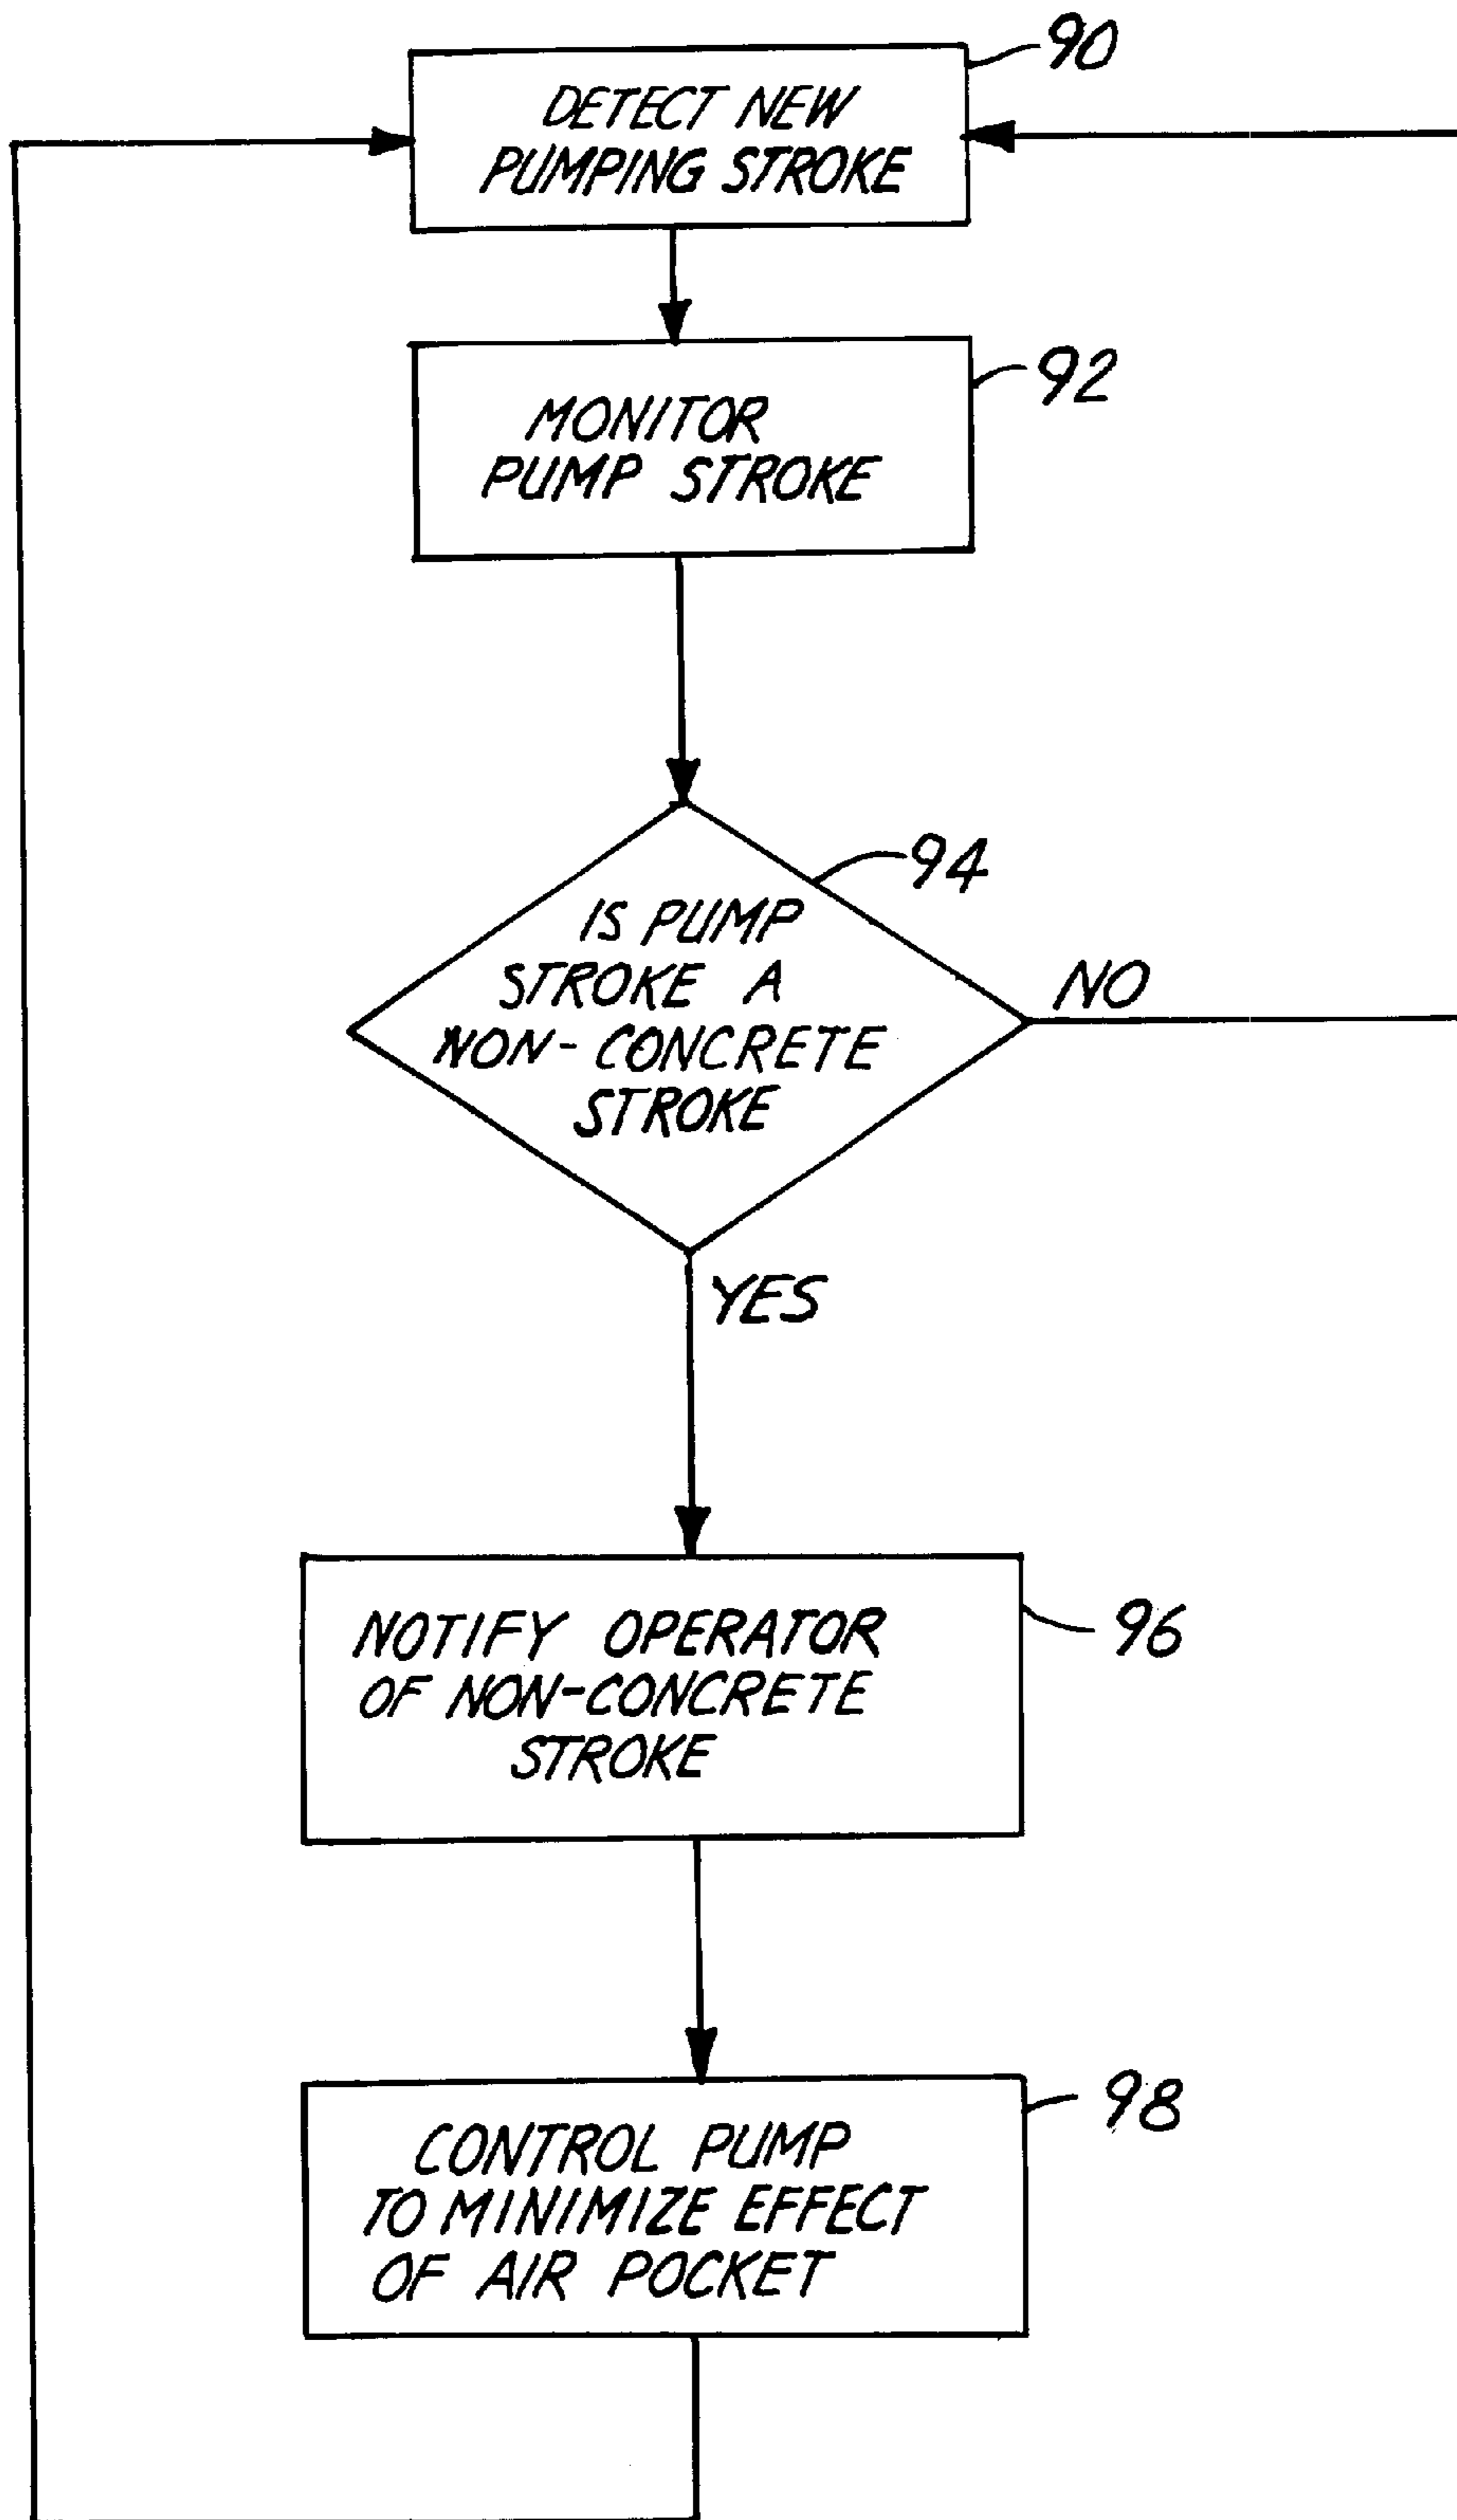 90
DETECT NEW
PUMPING STROKE
92
MONITOR
PUMP STROKE
94
IS PUMP
STROKE A
NON-CONCRETE
STROKE
NO
YES
96
NOTIFY OPERATOR
OF NON-CONCRETE
STROKE
98
CONTROL PUMP
TO MINIMIZE EFFECT
OF AIR POCKET